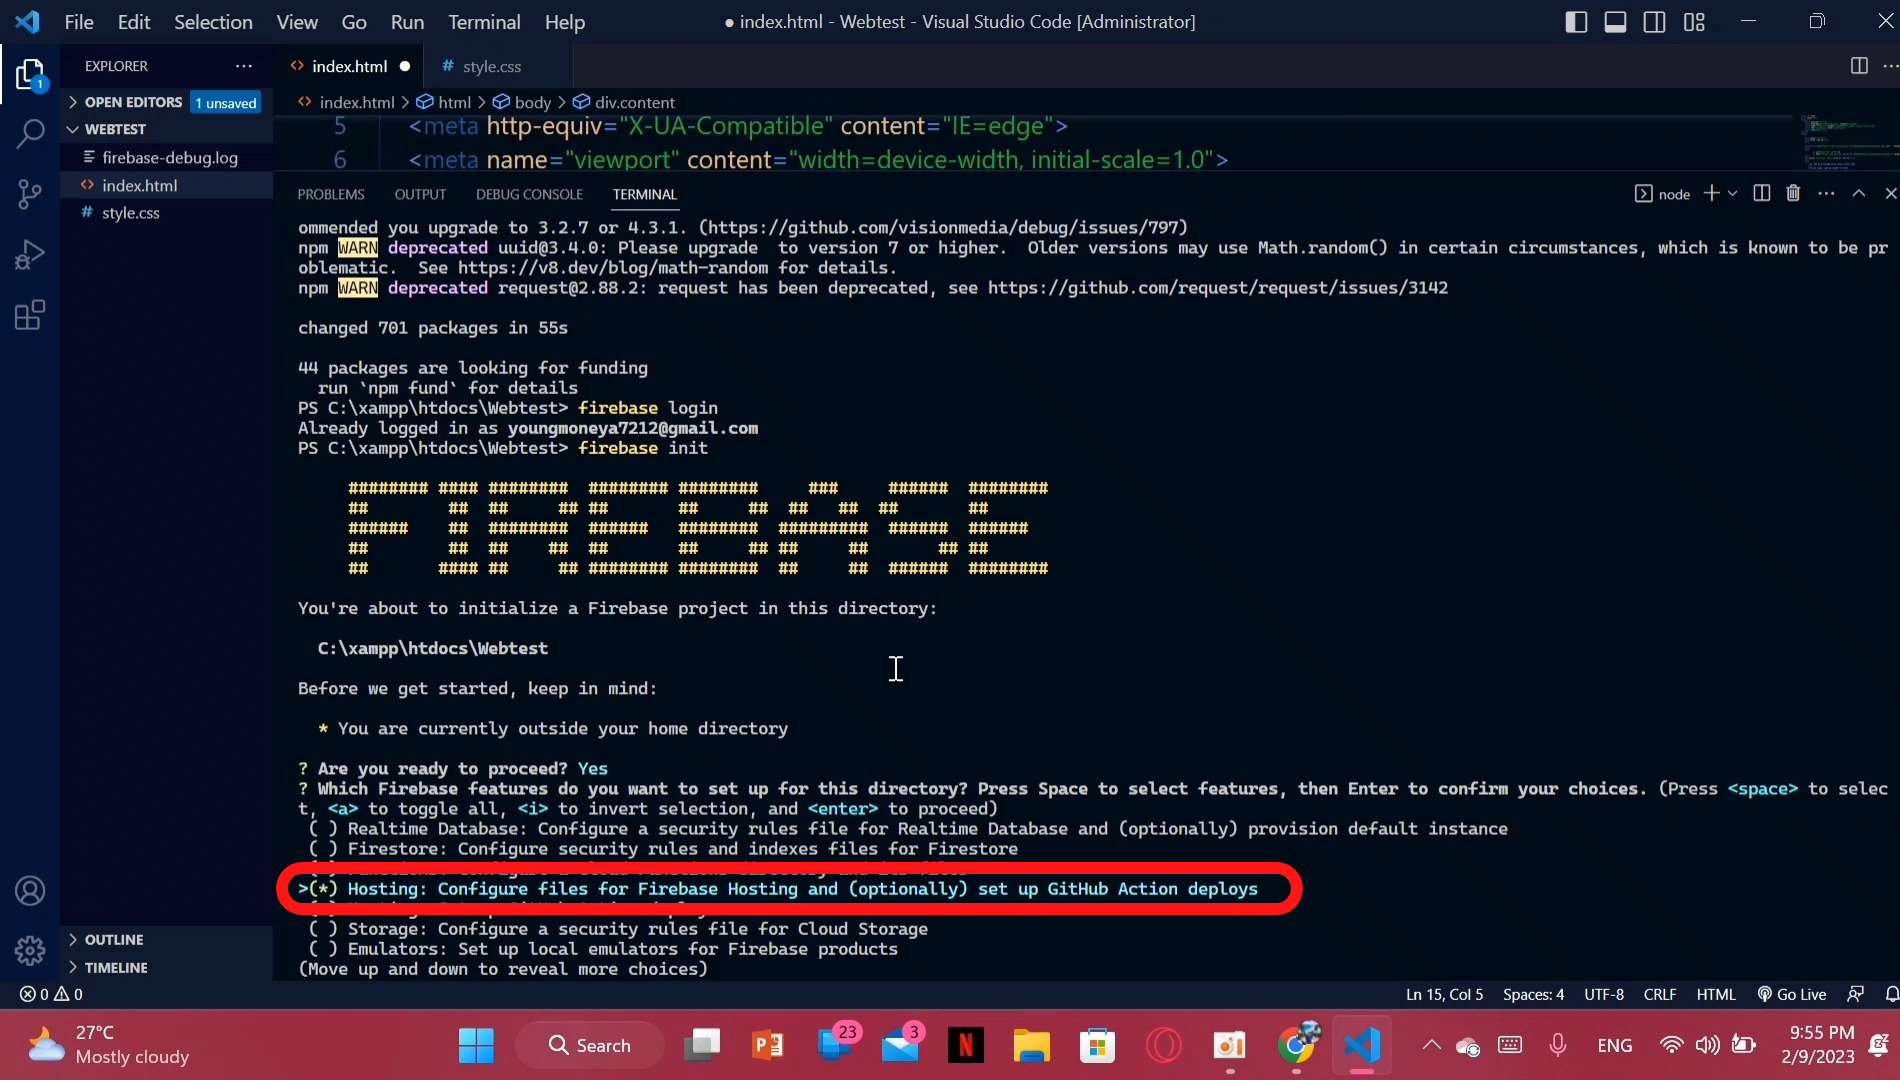 File Edit Selection View Go Run Terminal Help
● index.html - Webtest - Visual Studio Code [Administrator]
EXPLORER
OPEN EDITORS 1 unsaved
WEBTEST
firebase-debug.log
index.html
style.css
OUTLINE
TIMELINE
1
index.html ●
# style.css
index.html > html > body > div.content
5 <meta http-equiv="X-UA-Compatible" content="IE=edge">
6 <meta name="viewport" content="width=device-width, initial-scale=1.0">
PROBLEMS OUTPUT DEBUG CONSOLE TERMINAL
node
ommended you upgrade to 3.2.7 or 4.3.1. (https://github.com/visionmedia/debug/issues/797)
npm WARN deprecated uuid@3.4.0: Please upgrade  to version 7 or higher.  Older versions may use Math.random() in certain circumstances, which is known to be pr
oblematic.  See https://v8.dev/blog/math-random for details.
npm WARN deprecated request@2.88.2: request has been deprecated, see https://github.com/request/request/issues/3142
changed 701 packages in 55s
44 packages are looking for funding
run `npm fund` for details
PS C:\xampp\htdocs\Webtest> firebase login
Already logged in as youngmoneya7212@gmail.com
PS C:\xampp\htdocs\Webtest> firebase init
FIREBASE
You're about to initialize a Firebase project in this directory:
C:\xampp\htdocs\Webtest
Before we get started, keep in mind:
* You are currently outside your home directory
? Are you ready to proceed? Yes
? Which Firebase features do you want to set up for this directory? Press Space to select features, then Enter to confirm your choices. (Press <space> to selec
t, <a> to toggle all, <i> to invert selection, and <enter> to proceed)
( ) Realtime Database: Configure a security rules file for Realtime Database and (optionally) provision default instance
( ) Firestore: Configure security rules and indexes files for Firestore
>(*) Hosting: Configure files for Firebase Hosting and (optionally) set up GitHub Action deploys
( ) Storage: Configure a security rules file for Cloud Storage
( ) Emulators: Set up local emulators for Firebase products
(Move up and down to reveal more choices)
0 0
Ln 15, Col 5 Spaces: 4 UTF-8 CRLF HTML Go Live
27°C
Mostly cloudy
Search
23
3
N
ENG
9:55 PM
2/9/2023